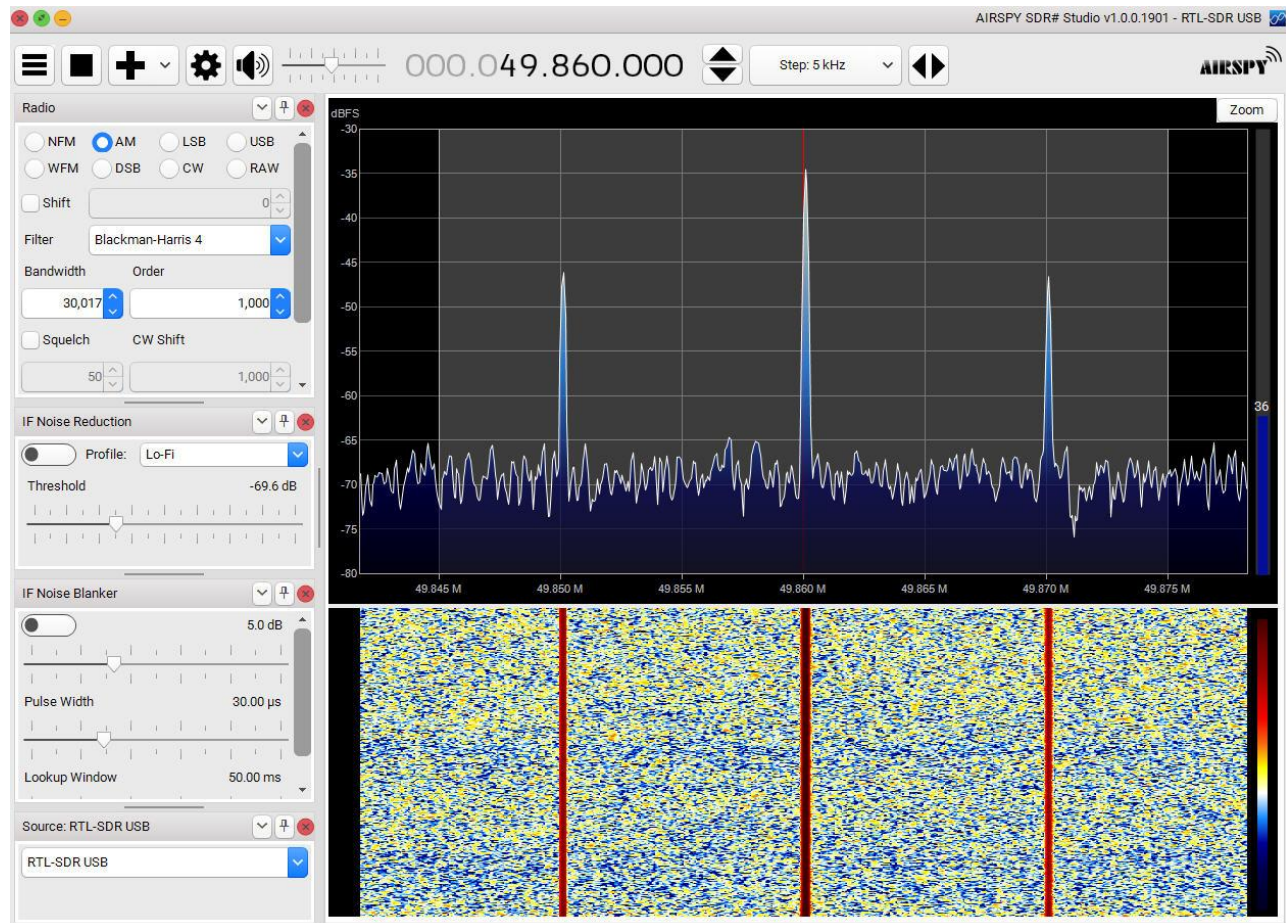 AIRSPY SDR# Studio v1.0.0.1901 - RTL-SDR USB
000.049.860.000
Step: 5 kHz
AIRSPY
Radio
NFM AM LSB USB
WFM DSB CW RAW
Shift 0
Filter Blackman-Harris 4
Bandwidth Order
30,017 1,000
Squelch CW Shift
50 1,000
IF Noise Reduction
Profile: Lo-Fi
Threshold -69.6 dB
IF Noise Blanker
5.0 dB
Pulse Width 30.00 µs
Lookup Window 50.00 ms
Source: RTL-SDR USB
RTL-SDR USB
dBFS
Zoom
-30
-35
-40
-45
-50
-55
-60
-65
-70
-75
-80
36
49.845 M 49.850 M 49.855 M 49.860 M 49.865 M 49.870 M 49.875 M